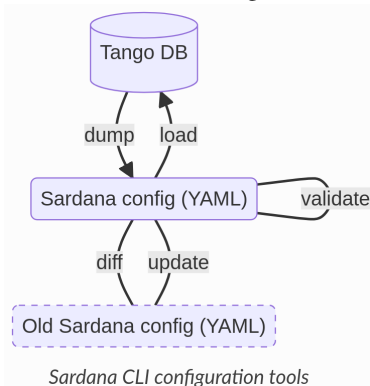 Tango DB
dump load
Sardana config (YAML)
validate
diff update
Old Sardana config (YAML)
Sardana CLI configuration tools